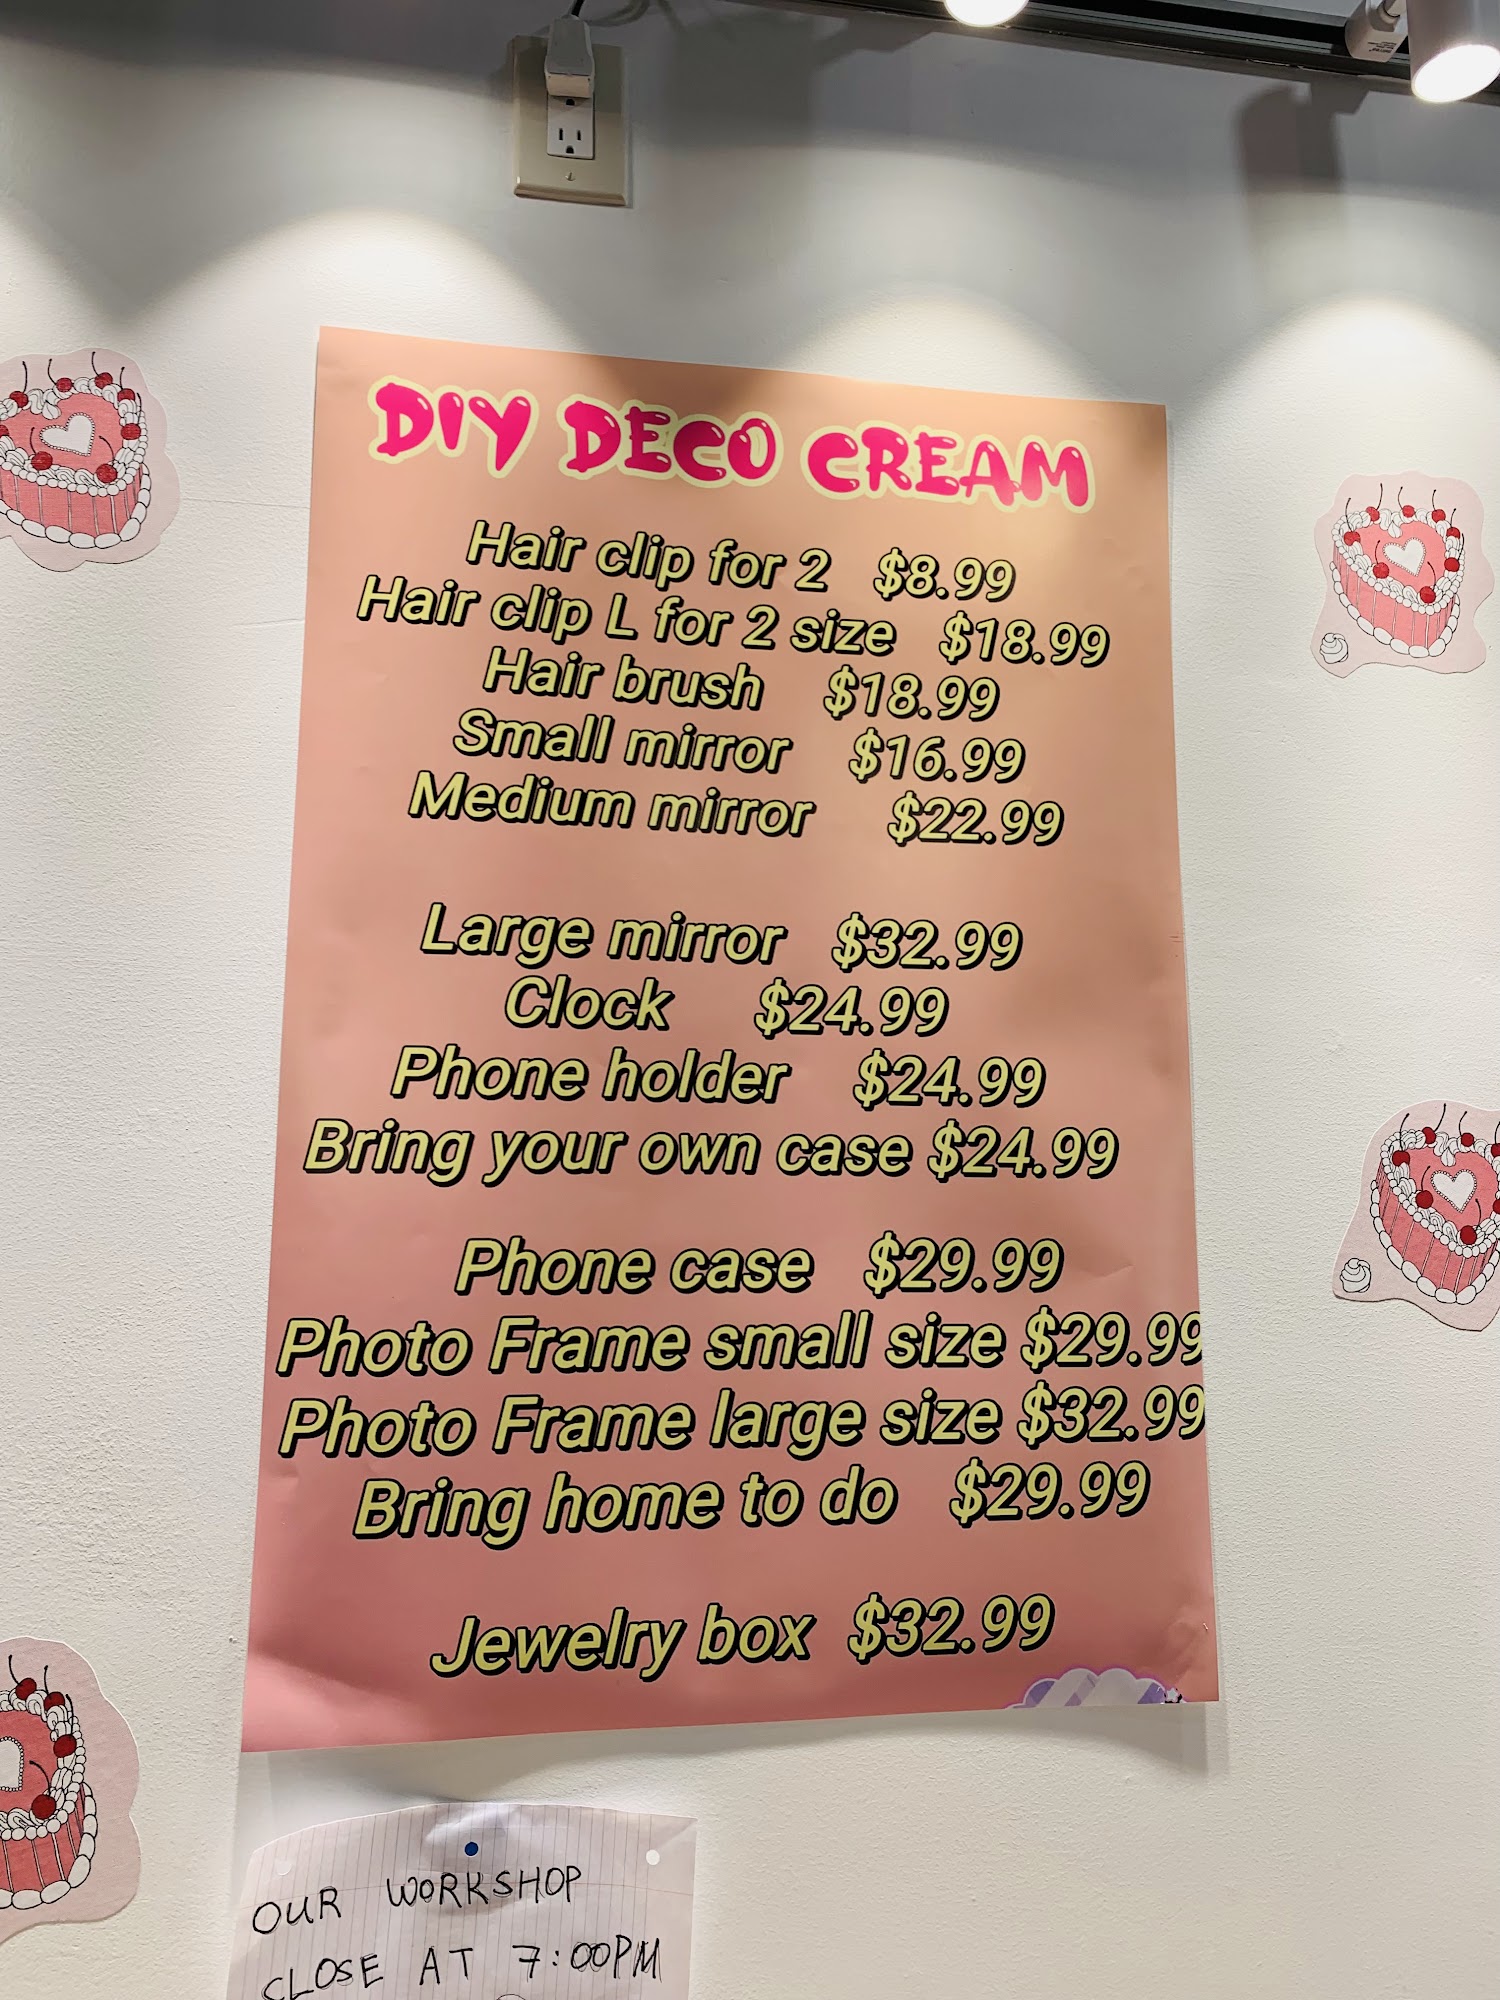 DIY DECO CREAM
Hair clip for 2 $8.99
Hair clip L for 2 size $18.99
Hair brush $18.99
Small mirror $16.99
Medium mirror $22.99
Large mirror $32.99
Clock $24.99
Phone holder $24.99
Bring your own case $24.99
Phone case $29.99
Photo Frame small size $29.99
Photo Frame large size $32.99
Bring home to do $29.99
Jewelry box $32.99
OUR WORKSHOP
CLOSE AT 7:00PM